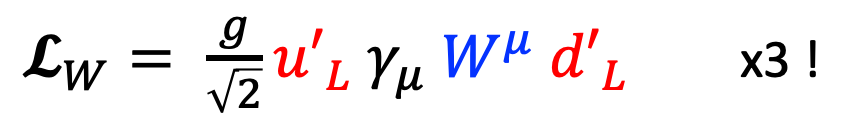 𝓛_W = g/√2 u′_L γ_μ W^μ d′_L x3 !